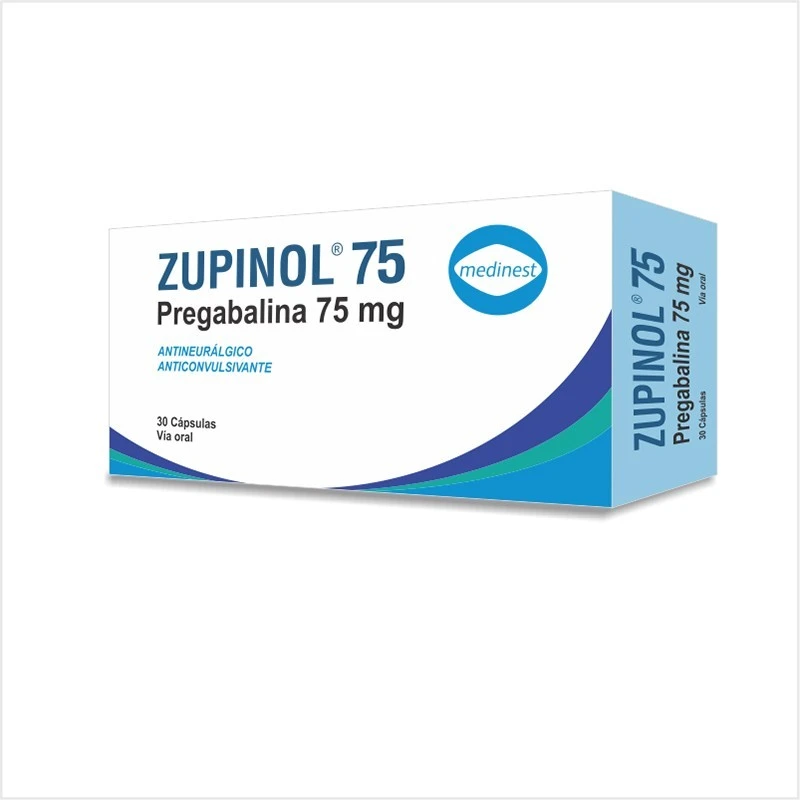 ZUPINOL® 75
Pregabalina 75 mg
ANTINEURÁLGICO
ANTICONVULSIVANTE
30 Cápsulas
Vía oral
medinest
ZUPINOL® 75
Pregabalina 75 mg
30 Cápsulas
Vía oral